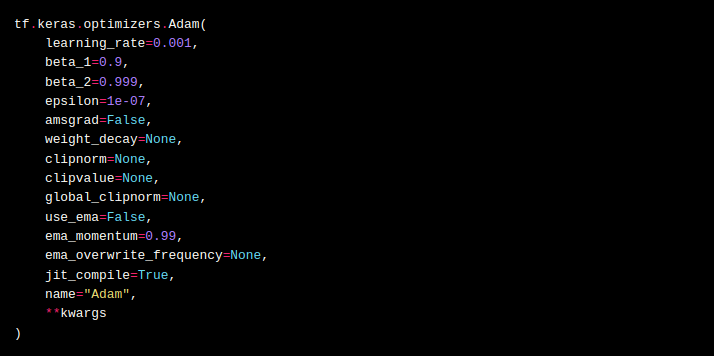 tf.keras.optimizers.Adam(
    learning_rate=0.001,
    beta_1=0.9,
    beta_2=0.999,
    epsilon=1e-07,
    amsgrad=False,
    weight_decay=None,
    clipnorm=None,
    clipvalue=None,
    global_clipnorm=None,
    use_ema=False,
    ema_momentum=0.99,
    ema_overwrite_frequency=None,
    jit_compile=True,
    name="Adam",
    **kwargs
)